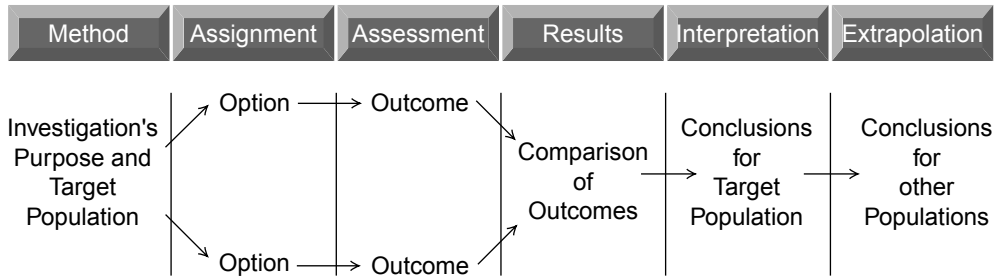 Method
Assignment
Assessment
Results
Interpretation
Extrapolation
Investigation's
Purpose and
Target
Population
Option
Outcome
Option
Outcome
Comparison
of
Outcomes
Conclusions
for
Target
Population
Conclusions
for
other
Populations